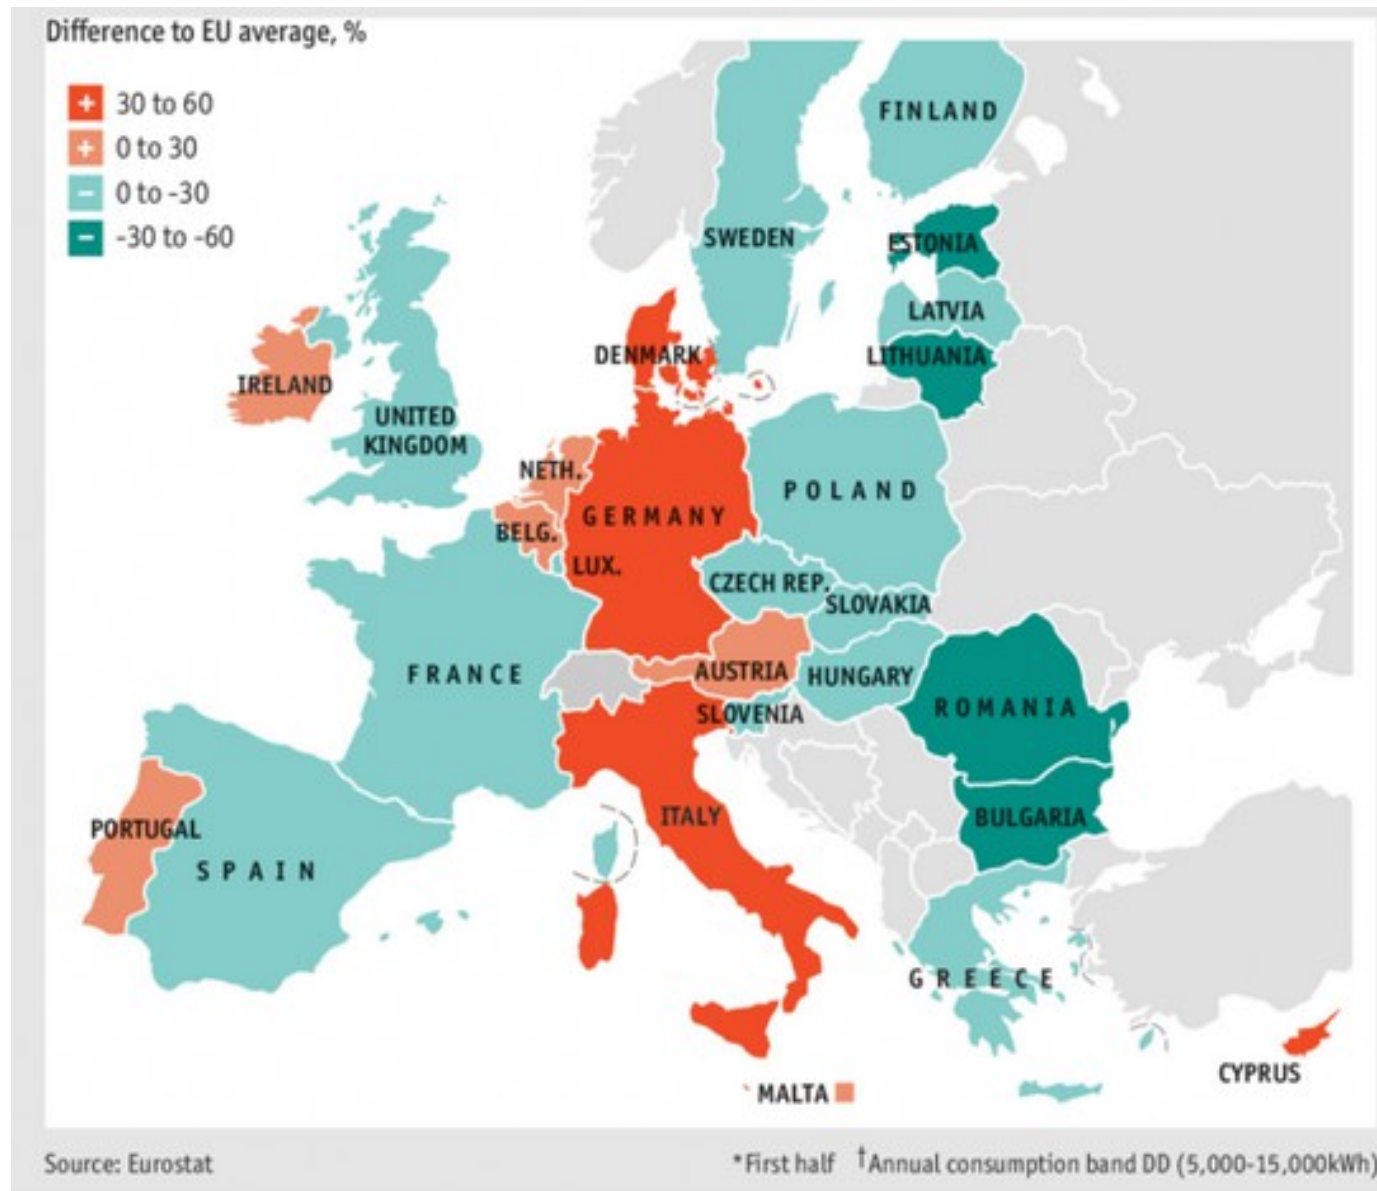 Difference to EU average, %
+ 30 to 60
+ 0 to 30
− 0 to -30
− -30 to -60
FINLAND
SWEDEN
ESTONIA
LATVIA
LITHUANIA
DENMARK
IRELAND
UNITED
KINGDOM
NETH.
POLAND
GERMANY
BELG.
LUX.
CZECH REP.
SLOVAKIA
FRANCE
AUSTRIA
HUNGARY
SLOVENIA
ROMANIA
ITALY
BULGARIA
PORTUGAL
SPAIN
GREECE
CYPRUS
MALTA
Source: Eurostat
*First half †Annual consumption band DD (5,000-15,000kWh)